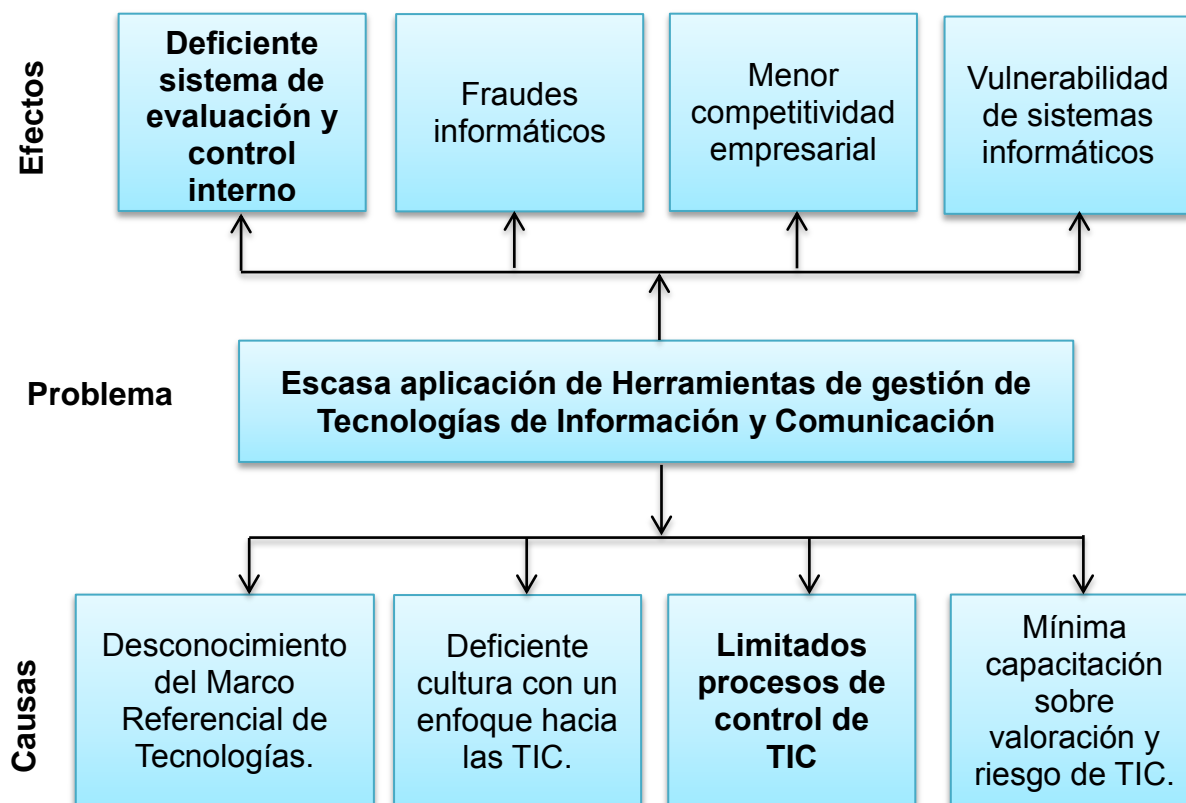 Efectos
Deficiente
sistema de
evaluación y
control
interno
Fraudes
informáticos
Menor
competitividad
empresarial
Vulnerabilidad
de sistemas
informáticos
Problema
Escasa aplicación de Herramientas de gestión de
Tecnologías de Información y Comunicación
Causas
Desconocimiento
del Marco
Referencial de
Tecnologías.
Deficiente
cultura con un
enfoque hacia
las TIC.
Limitados
procesos de
control de
TIC
Mínima
capacitación
sobre
valoración y
riesgo de TIC.